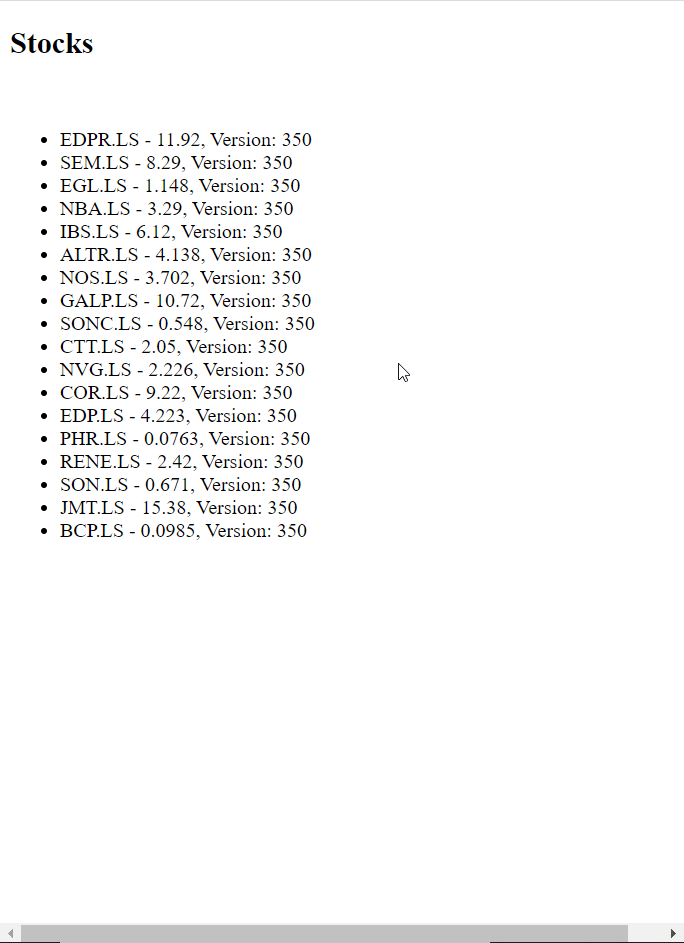 Stocks
EDPR.LS - 11.92, Version: 350
SEM.LS - 8.29, Version: 350
EGL.LS - 1.148, Version: 350
NBA.LS - 3.29, Version: 350
IBS.LS - 6.12, Version: 350
ALTR.LS - 4.138, Version: 350
NOS.LS - 3.702, Version: 350
GALP.LS - 10.72, Version: 350
SONC.LS - 0.548, Version: 350
CTT.LS - 2.05, Version: 350
NVG.LS - 2.226, Version: 350
COR.LS - 9.22, Version: 350
EDP.LS - 4.223, Version: 350
PHR.LS - 0.0763, Version: 350
RENE.LS - 2.42, Version: 350
SON.LS - 0.671, Version: 350
JMT.LS - 15.38, Version: 350
BCP.LS - 0.0985, Version: 350